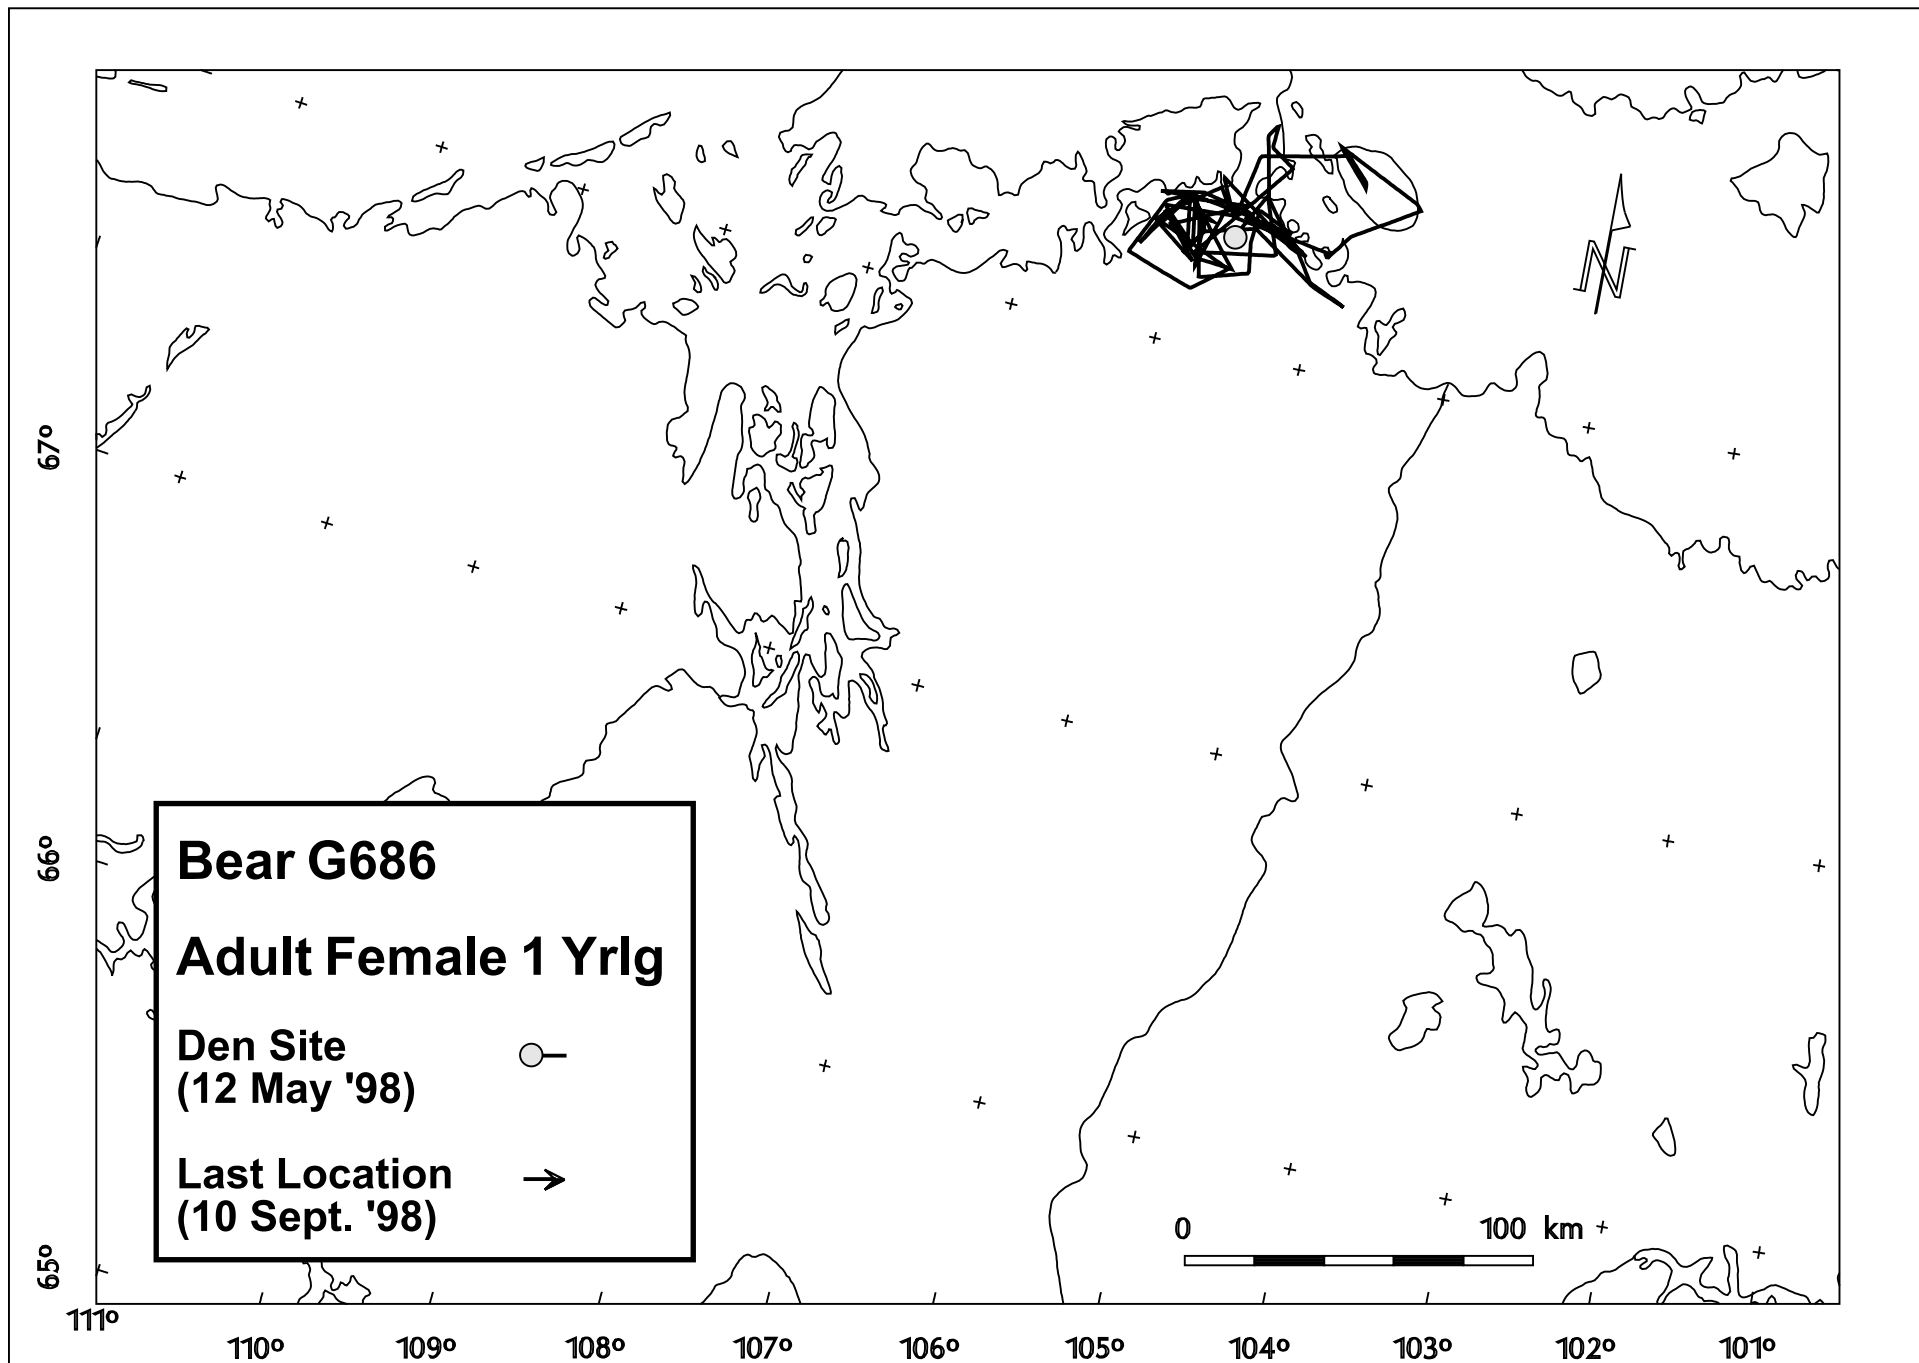 67º
66º
65º
N
Bear G686
Adult Female 1 Yrlg
Den Site
(12 May '98)
Last Location
(10 Sept. '98)
0 100 km
111º
110º 109º 108º 107º 106º 105º 104º 103º 102º 101º